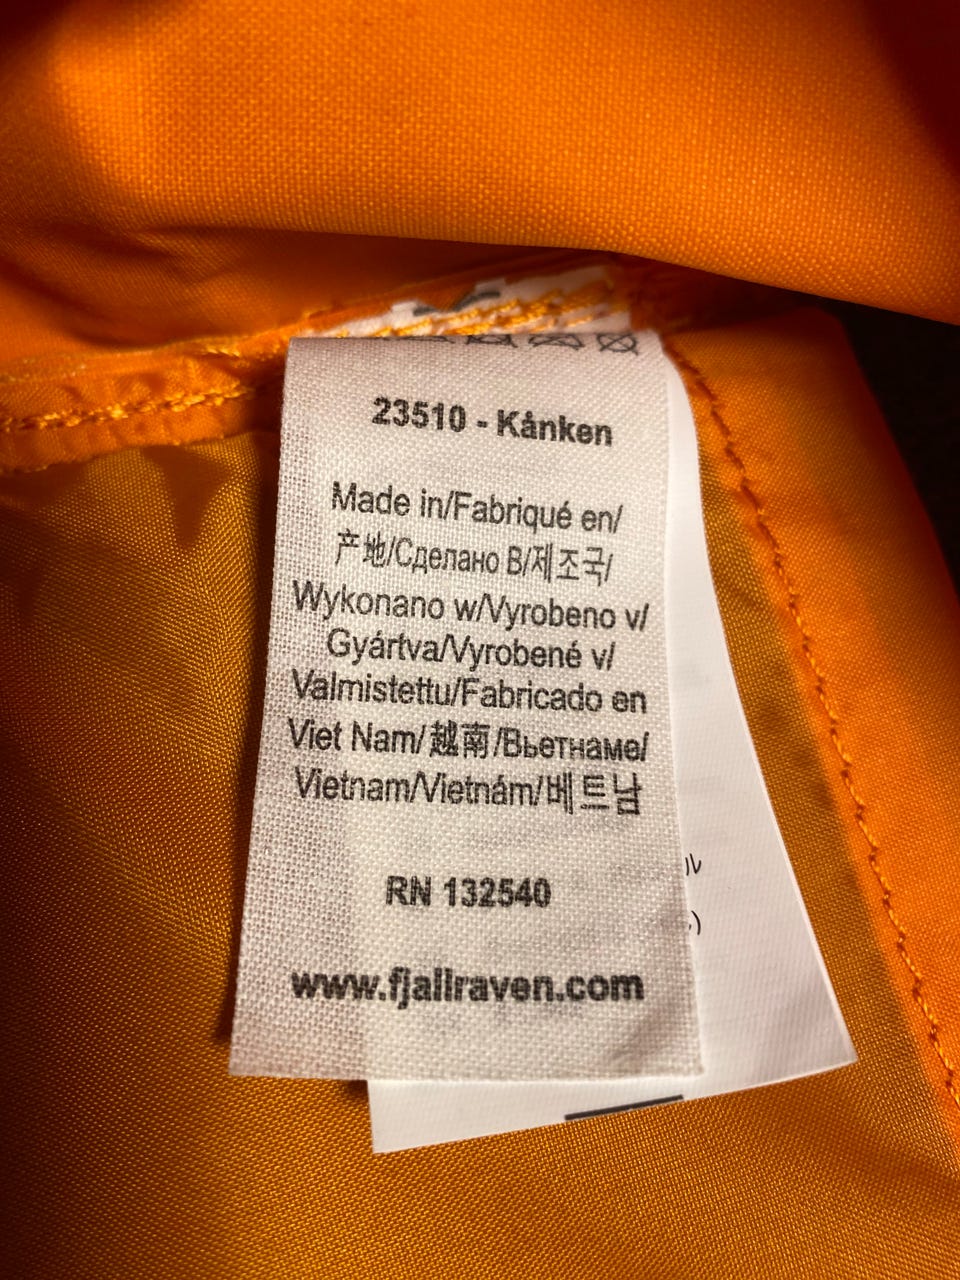 23510 - Kånken
Made in/Fabriqué en/
产地/Сделано В/제조국/
Wykonano w/Vyrobeno v/
Gyártva/Vyrobené v/
Valmistettu/Fabricado en
Viet Nam/越南/Вьетнаме/
Vietnam/Vietnám/베트남
RN 132540
www.fjallraven.com
ル
)